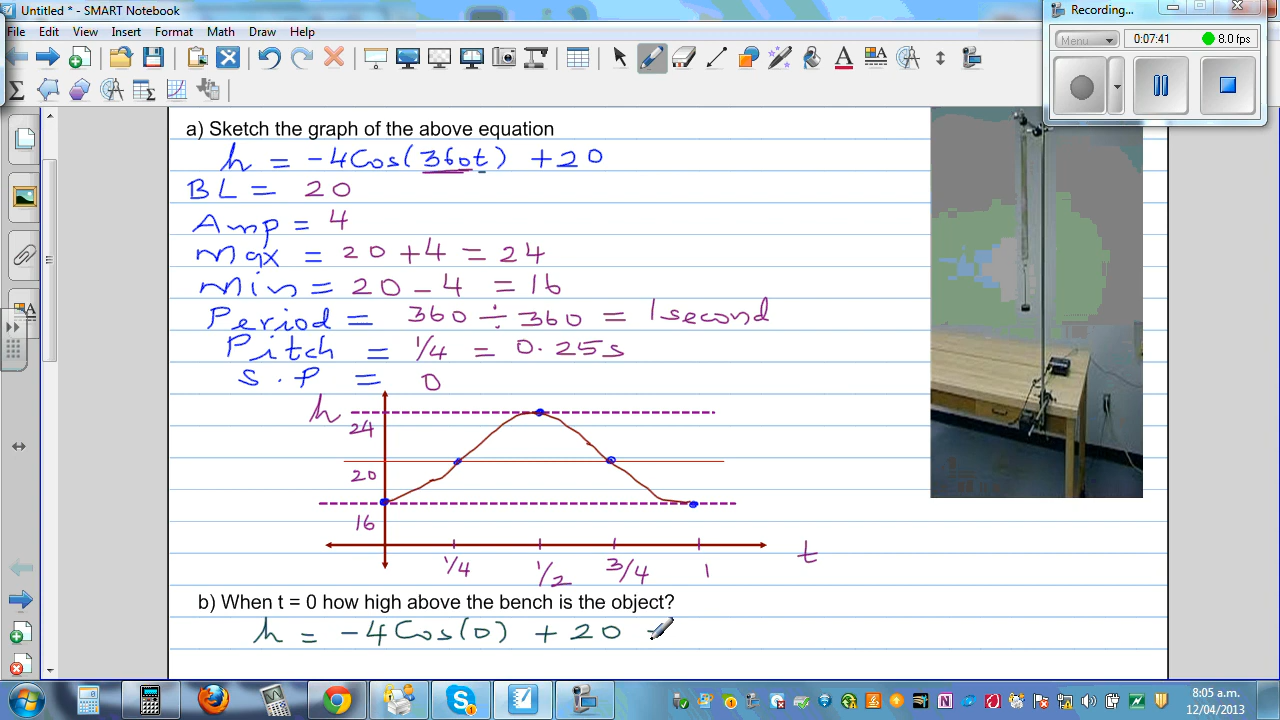 Untitled * - SMART Notebook
File Edit View Insert Format Math Draw Help
Recording...
Menu 0:07:41 8.0 fps
a) Sketch the graph of the above equation
h = -4Cos(360t) +20
BL = 20
Amp = 4
Max = 20 +4 = 24
Min = 20 - 4 = 16
Period = 360 ÷ 360 = 1second
Pitch = 1/4 = 0.25s
S.P = 0
h
24
20
16
1/4 1/2 3/4 1 t
b) When t = 0 how high above the bench is the object?
h = -4Cos(0) + 20
8:05 a.m.
12/04/2013